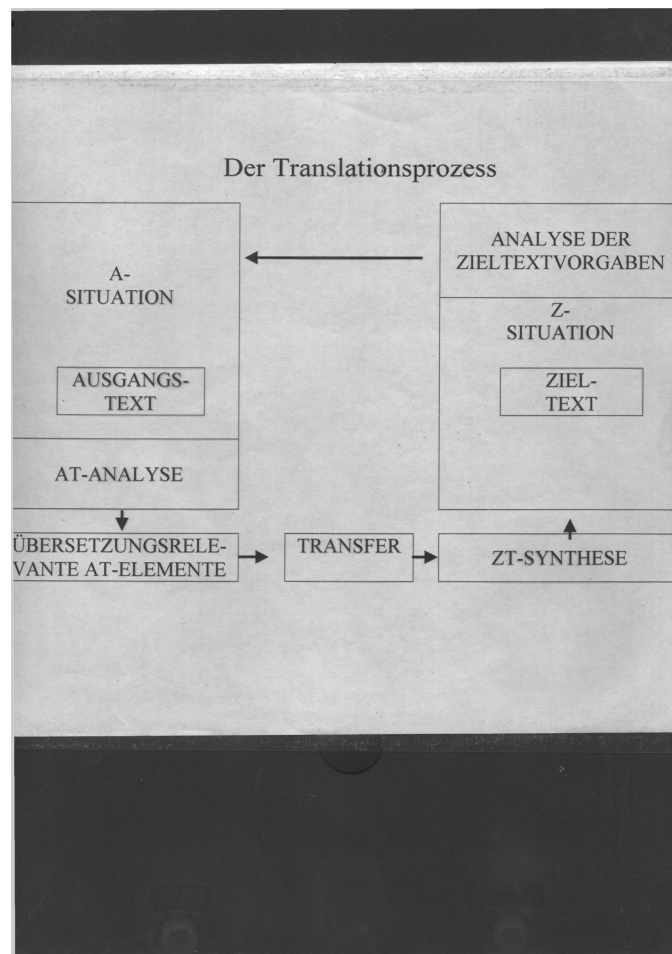 Der Translationsprozess
A-
SITUATION
AUSGANGS-
TEXT
AT-ANALYSE
ÜBERSETZUNGSRELE-
VANTE AT-ELEMENTE
TRANSFER
ANALYSE DER
ZIELTEXTVORGABEN
Z-
SITUATION
ZIEL-
TEXT
ZT-SYNTHESE